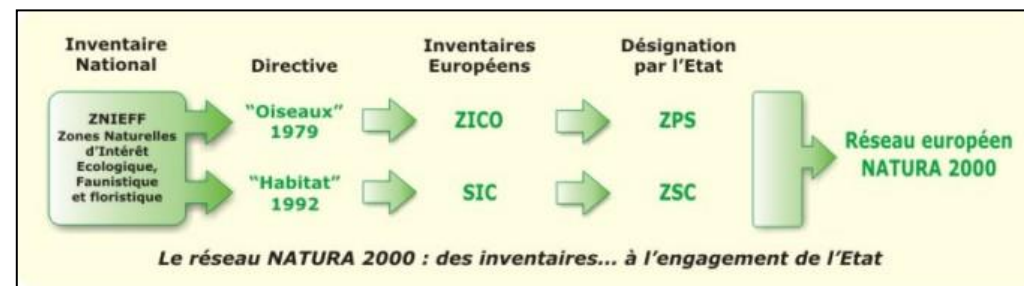 Inventaire
National
Directive
Inventaires
Européens
Désignation
par l'Etat
ZNIEFF
Zones Naturelles
d'Intérêt
Ecologique,
Faunistique
et floristique
"Oiseaux"
1979
ZICO
ZPS
"Habitat"
1992
SIC
ZSC
Réseau européen
NATURA 2000
Le réseau NATURA 2000 : des inventaires... à l'engagement de l'Etat